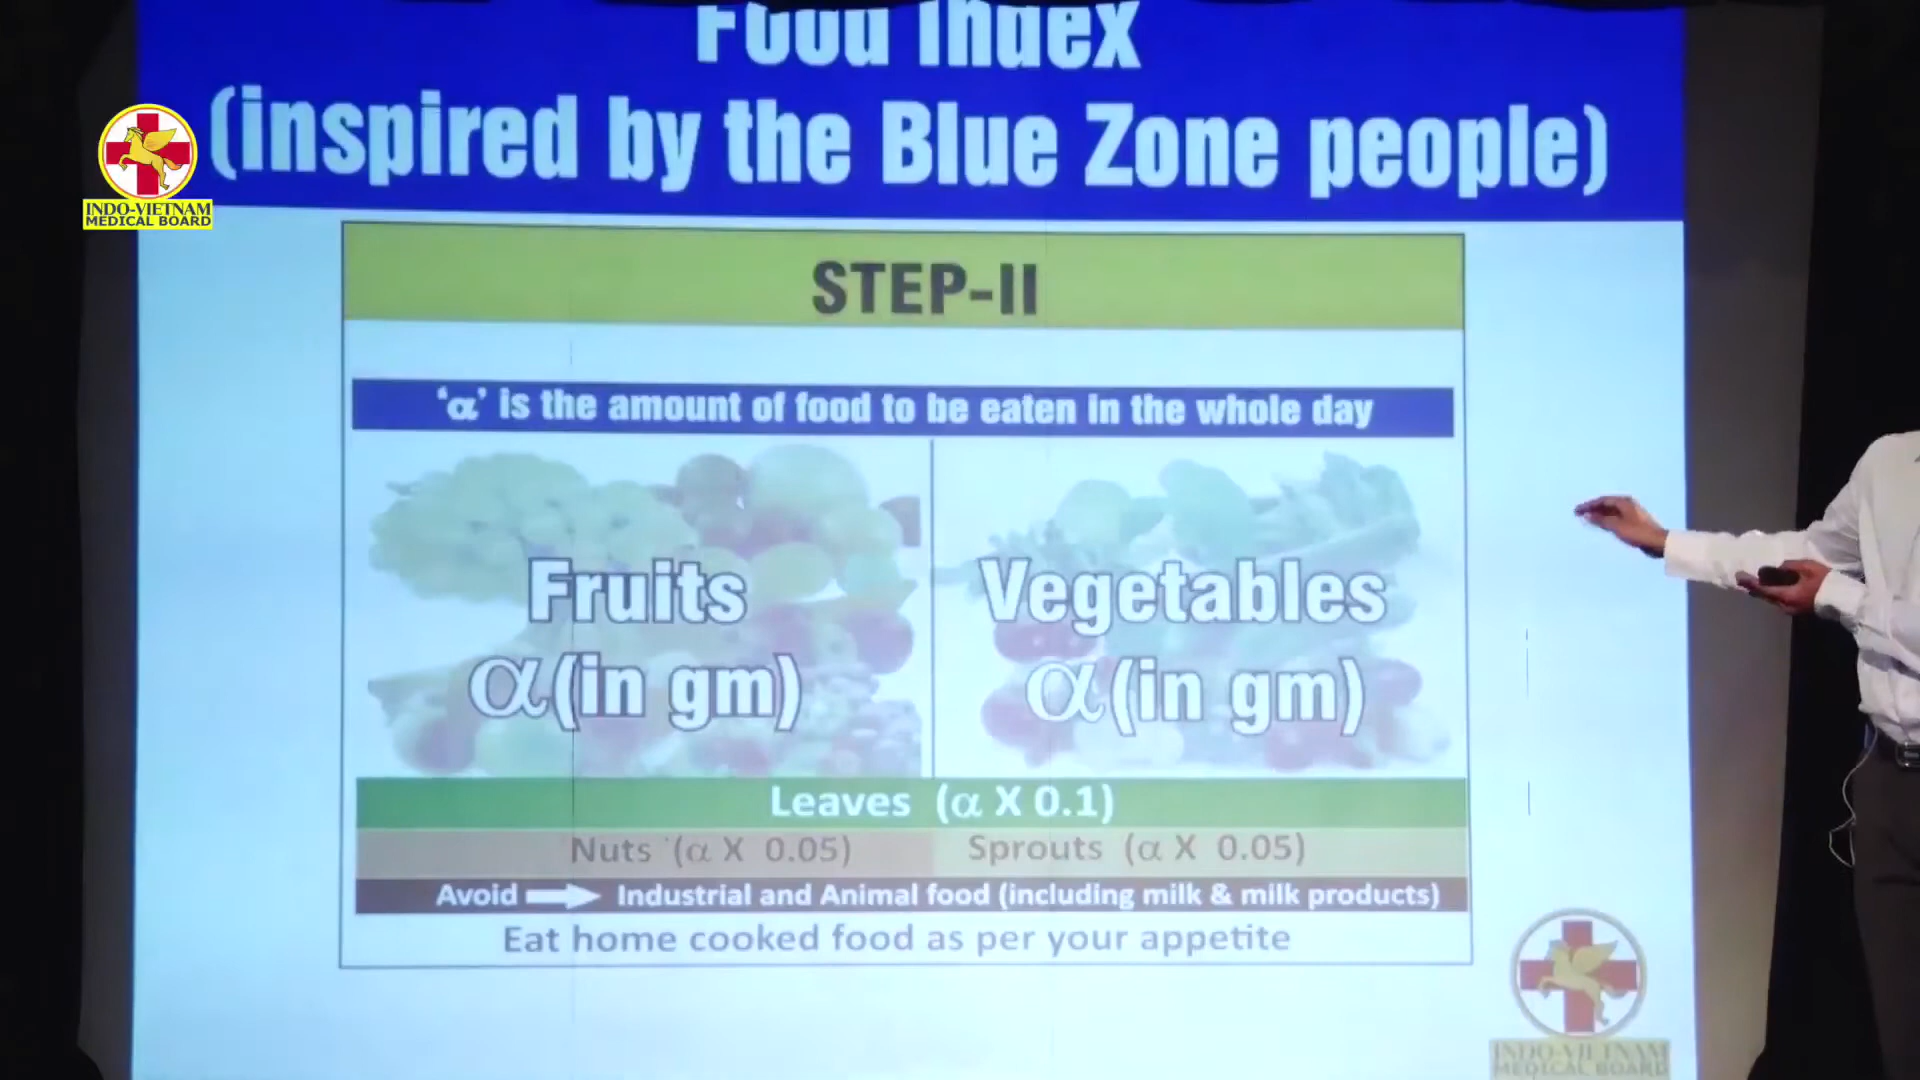 Food Index
(inspired by the Blue Zone people)
INDO-VIETNAM
MEDICAL BOARD
STEP-II
‘α’ is the amount of food to be eaten in the whole day
Fruits
α(in gm)
Vegetables
α(in gm)
Leaves (α X 0.1)
Nuts (α X 0.05)
Sprouts (α X 0.05)
Avoid ➡ Industrial and Animal food (including milk & milk products)
Eat home cooked food as per your appetite
INDO-VIETNAM
MEDICAL BOARD